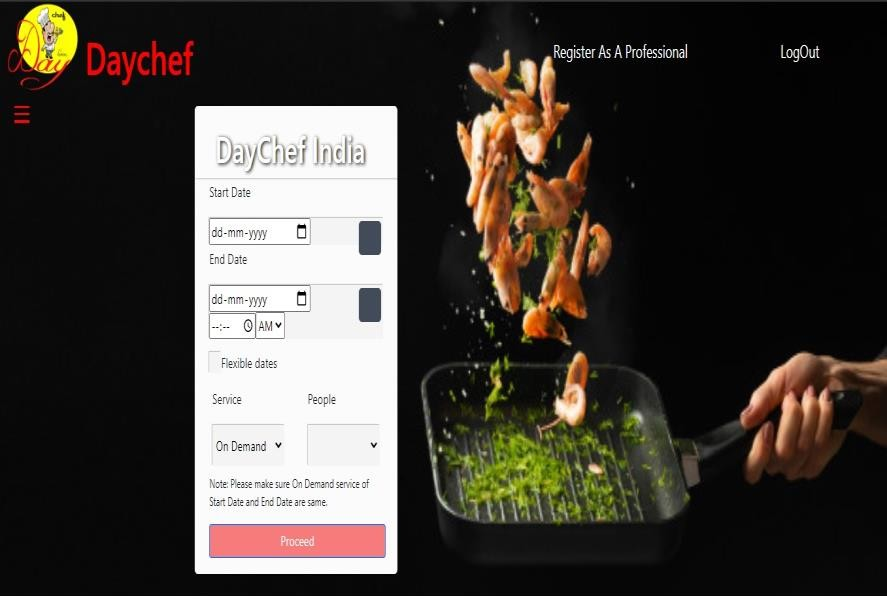 chef
Day
Daychef
Register As A Professional
LogOut
DayChef India
Start Date
dd-mm-yyyy
End Date
dd-mm-yyyy
--:-- AM
Flexible dates
Service People
On Demand
Note: Please make sure On Demand service of
Start Date and End Date are same.
Proceed